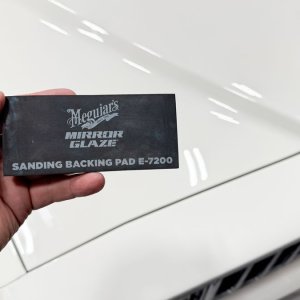 Meguiar's
MIRROR
GLAZE
SANDING BACKING PAD E-7200